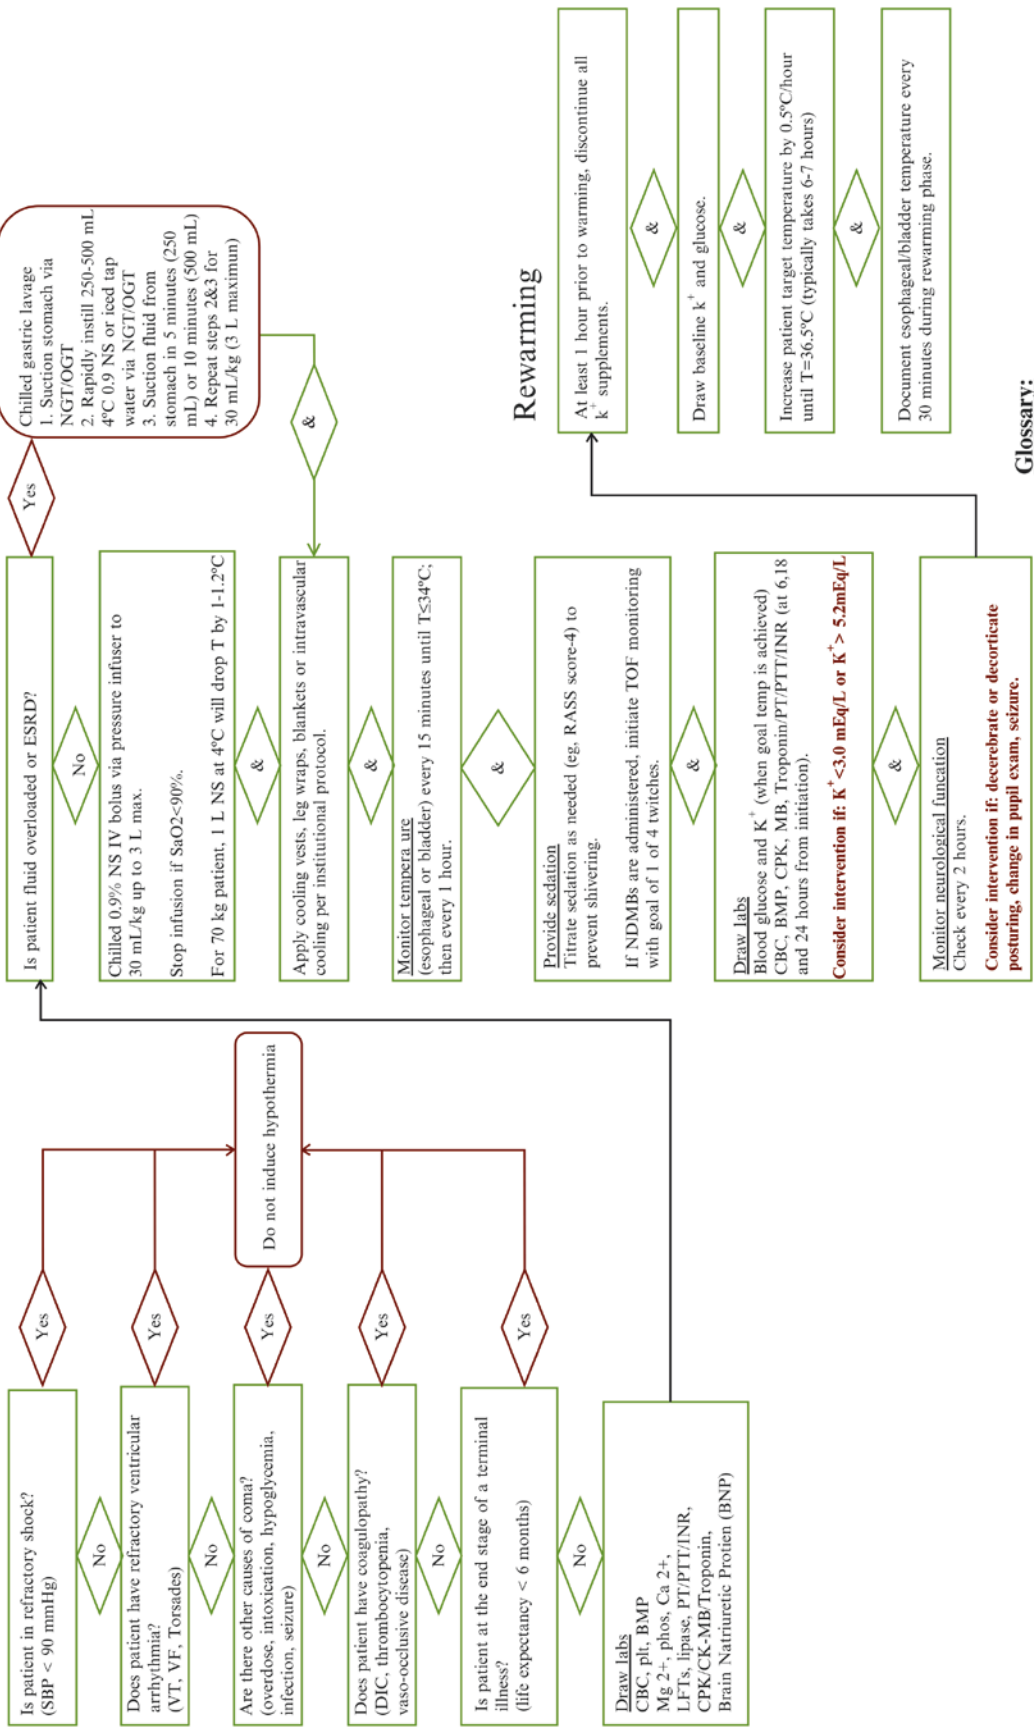 Is patient in refractory shock?
(SBP < 90 mmHg)
Yes
No
Does patient have refractory ventricular
arrhythmia?
(VT, VF, Torsades)
Yes
No
Are there other causes of coma?
(overdose, intoxication, hypoglycemia,
infection, seizure)
Yes
Do not induce hypothermia
No
Does patient have coagulopathy?
(DIC, thrombocytopenia,
vaso-occlusive disease)
Yes
No
Is patient at the end stage of a terminal
illness?
(life expectancy < 6 months)
Yes
No
Draw labs
CBC, plt, BMP
Mg 2+, phos, Ca 2+,
LFTs, lipase, PT/PTT/INR,
CPK/CK-MB/Troponin,
Brain Natriuretic Protien (BNP)
Is patient fluid overloaded or ESRD?
Yes
Chilled gastric lavage
1. Suction stomach via
NGT/OGT
2. Rapidly instill 250-500 mL
4ºC 0.9 NS or iced tap
water via NGT/OGT
3. Suction fluid from
stomach in 5 minutes (250
mL) or 10 minutes (500 mL)
4. Repeat steps 2&3 for
30 mL/kg (3 L maximun)
&
No
Chilled 0.9% NS IV bolus via pressure infuser to
30 mL/kg up to 3 L max.
Stop infusion if SaO2<90%.
For 70 kg patient, 1 L NS at 4ºC will drop T by 1-1.2ºC
&
Apply cooling vests, leg wraps, blankets or intravascular
cooling per institutional protocol.
&
Monitor tempera ure
(esophageal or bladder) every 15 minutes until T≤34ºC;
then every 1 hour.
&
Provide sedation
Titrate sedation as needed (eg, RASS score-4) to
prevent shivering.
If NDMBs are administered, initiate TOF monitoring
with goal of 1 of 4 twitches.
&
Draw labs
Blood glucose and K+ (when goal temp is achieved)
CBC, BMP, CPK, MB, Troponin/PT/PTT/INR (at 6,18
and 24 hours from initiation).
Consider intervention if: K+<3.0 mEq/L or K+> 5.2mEq/L
&
Monitor neurological funcation
Check every 2 hours.
Consider intervention if: decerebrate or decorticate
posturing, change in pupil exam, seizure.
Rewarming
At least 1 hour prior to warming, discontinue all
k+ supplements.
&
Draw baseline k+ and glucose.
&
Increase patient target temperature by 0.5ºC/hour
until T=36.5ºC (typically takes 6-7 hours)
&
Document esophageal/bladder temperature every
30 minutes during rewarming phase.
Glossary: